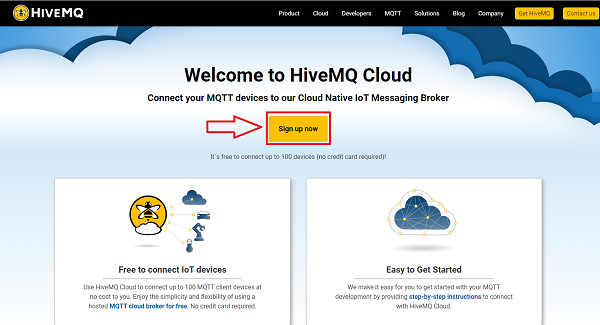 HIVEMQ
Product Cloud Developers MQTT Solutions Blog Company Get HiveMQ Contact us
Welcome to HiveMQ Cloud
Connect your MQTT devices to our Cloud Native IoT Messaging Broker
Sign up now
It´s free to connect up to 100 devices (no credit card required)!
Free to connect IoT devices
Use HiveMQ Cloud to connect up to 100 MQTT client devices at
no cost to you. Enjoy the simplicity and flexibility of using a
hosted MQTT cloud broker for free. No credit card required.
Easy to Get Started
We make it easy for you to get started with your MQTT
development by providing step-by-step instructions to connect
with HiveMQ Cloud.